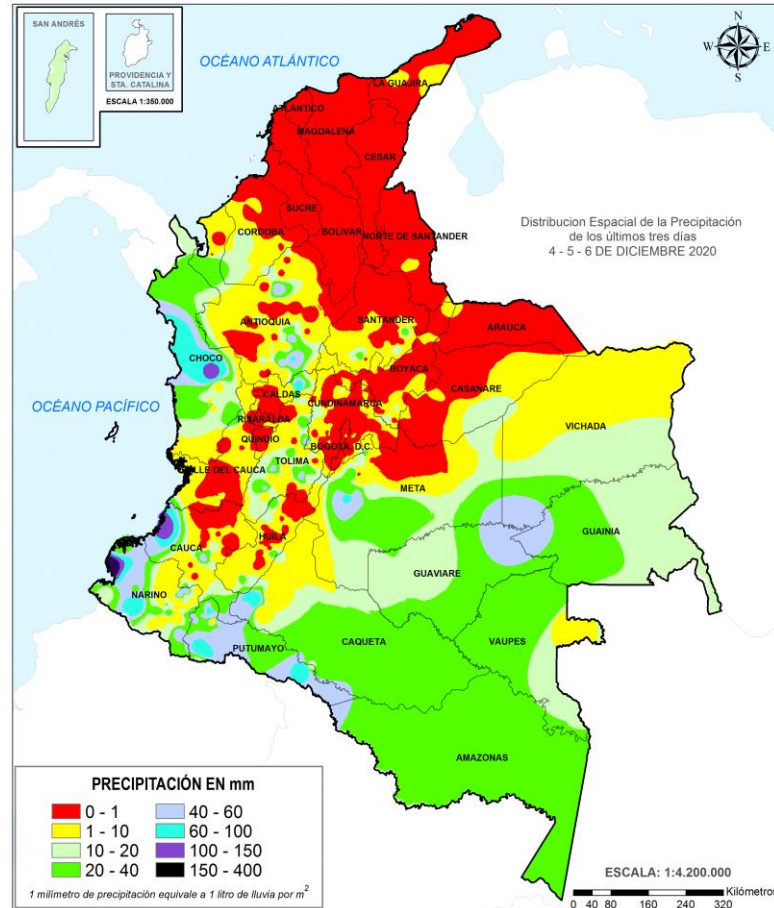 SAN ANDRÉS
PROVIDENCIA Y
STA. CATALINA
ESCALA 1:350.000
OCÉANO ATLÁNTICO
N
W E
S
LA GUAJIRA
ATLANTICO
MAGDALENA
CESAR
SUCRE
CORDOBA
BOLIVAR
NORTE DE SANTANDER
Distribucion Espacial de la Precipitación
de los últimos tres días
4 - 5 - 6 DE DICIEMBRE 2020
ANTIOQUIA
SANTANDER
ARAUCA
CHOCO
BOYACA
CASANARE
CALDAS
CUNDINAMARCA
OCÉANO PACÍFICO
RISARALDA
VICHADA
QUINDIO
BOGOTA, D.C.
TOLIMA
VALLE DEL CAUCA
META
CAUCA
HUILA
GUAINIA
GUAVIARE
NARINO
CAQUETA
VAUPES
PUTUMAYO
AMAZONAS
PRECIPITACIÓN EN mm
0 - 1
40 - 60
1 - 10
60 - 100
10 - 20
100 - 150
20 - 40
150 - 400
1 milímetro de precipitación equivale a 1 litro de lluvia por m2
ESCALA: 1:4.200.000
Kilómetros
0 40 80 160 240 320